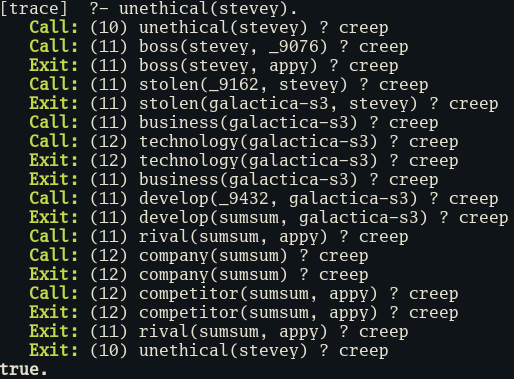 [trace]  ?- unethical(stevey).
   Call: (10) unethical(stevey) ? creep
   Call: (11) boss(stevey, _9076) ? creep
   Exit: (11) boss(stevey, appy) ? creep
   Call: (11) stolen(_9162, stevey) ? creep
   Exit: (11) stolen(galactica-s3, stevey) ? creep
   Call: (11) business(galactica-s3) ? creep
   Call: (12) technology(galactica-s3) ? creep
   Exit: (12) technology(galactica-s3) ? creep
   Exit: (11) business(galactica-s3) ? creep
   Call: (11) develop(_9432, galactica-s3) ? creep
   Exit: (11) develop(sumsum, galactica-s3) ? creep
   Call: (11) rival(sumsum, appy) ? creep
   Call: (12) company(sumsum) ? creep
   Exit: (12) company(sumsum) ? creep
   Call: (12) competitor(sumsum, appy) ? creep
   Exit: (12) competitor(sumsum, appy) ? creep
   Exit: (11) rival(sumsum, appy) ? creep
   Exit: (10) unethical(stevey) ? creep
true.